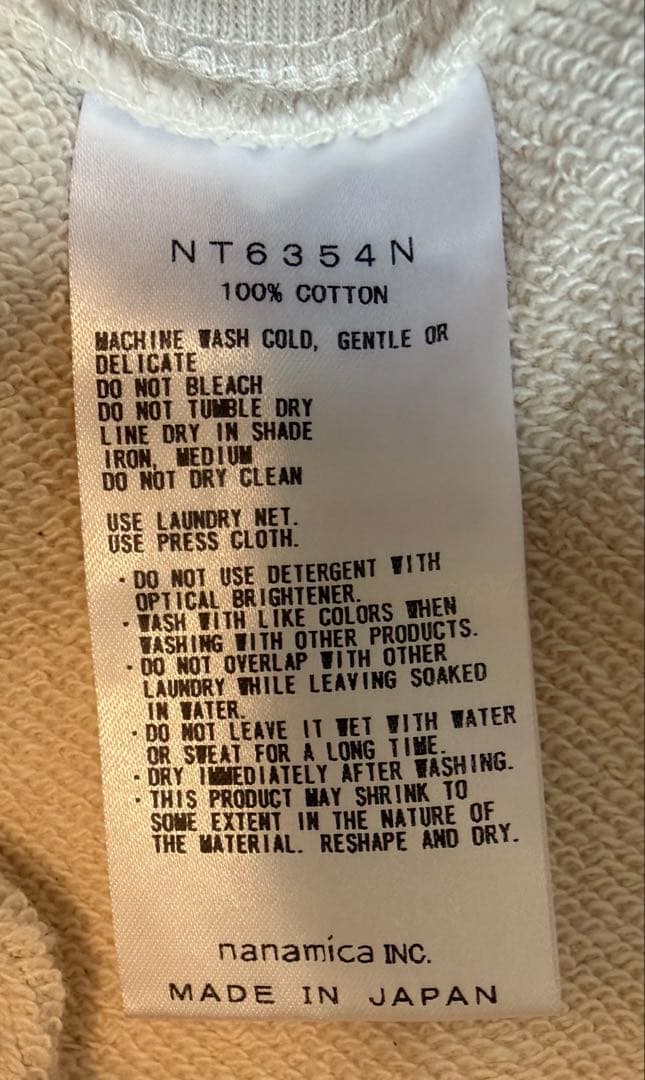 NT6354N
100% COTTON
MACHINE WASH COLD, GENTLE OR
DELICATE
DO NOT BLEACH
DO NOT TUMBLE DRY
LINE DRY IN SHADE
IRON, MEDIUM
DO NOT DRY CLEAN
USE LAUNDRY NET.
USE PRESS CLOTH.
・DO NOT USE DETERGENT WITH
OPTICAL BRIGHTENER.
・WASH WITH LIKE COLORS WHEN
WASHING WITH OTHER PRODUCTS.
・DO NOT OVERLAP WITH OTHER
LAUNDRY WHILE LEAVING SOAKED
IN WATER.
・DO NOT LEAVE IT WET WITH WATER
OR SWEAT FOR A LONG TIME.
・DRY IMMEDIATELY AFTER WASHING.
・THIS PRODUCT MAY SHRINK TO
SOME EXTENT IN THE NATURE OF
THE MATERIAL. RESHAPE AND DRY.
nanamica INC.
MADE IN JAPAN